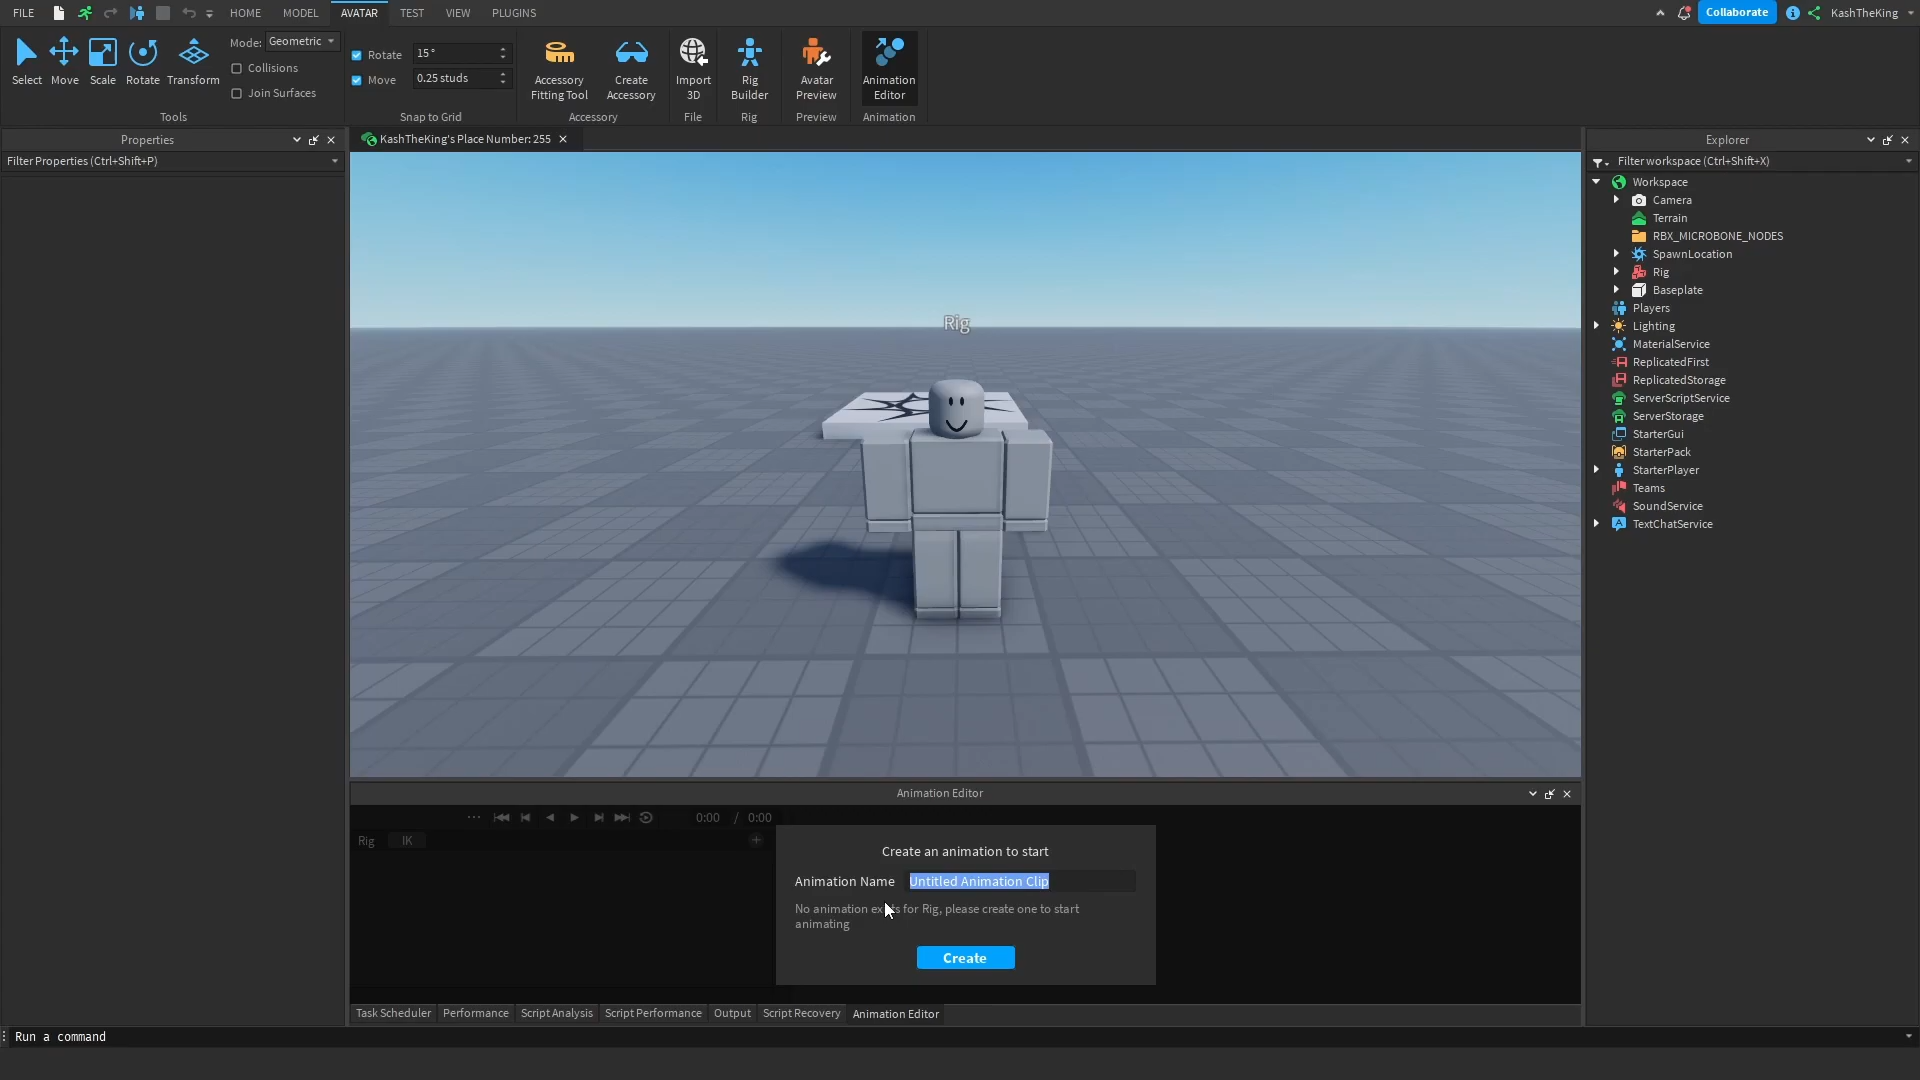 FILE HOME MODEL AVATAR TEST VIEW PLUGINS Collaborate KashTheKing
Select Move Scale Rotate Transform
Mode: Geometric
Collisions
Join Surfaces
Tools
Rotate 15°
Move 0.25 studs
Snap to Grid
Accessory Fitting Tool
Create Accessory
Accessory
Import 3D
File
Rig Builder
Rig
Avatar Preview
Preview
Animation Editor
Animation
Properties
Filter Properties (Ctrl+Shift+P)
KashTheKing's Place Number: 255
Rig
Explorer
Filter workspace (Ctrl+Shift+X)
Workspace
Camera
Terrain
RBX_MICROBONE_NODES
SpawnLocation
Rig
Baseplate
Players
Lighting
MaterialService
ReplicatedFirst
ReplicatedStorage
ServerScriptService
ServerStorage
StarterGui
StarterPack
StarterPlayer
Teams
SoundService
TextChatService
Animation Editor
0:00 / 0:00
Rig IK
Create an animation to start
Animation Name Untitled Animation Clip
No animation exists for Rig, please create one to start
animating
Create
Task Scheduler Performance Script Analysis Script Performance Output Script Recovery Animation Editor
Run a command